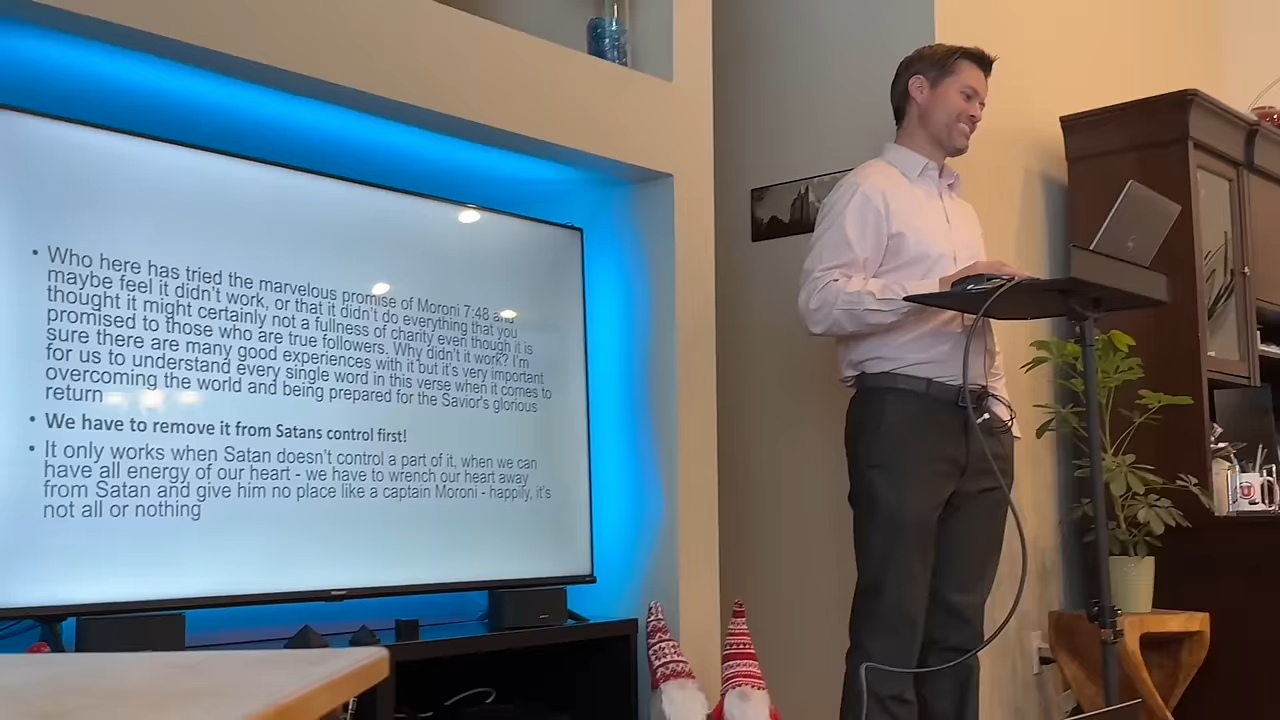 • Who here has tried the marvelous promise of Moroni 7:48 and
maybe feel it didn't work, or that it didn't do everything that you
thought it might certainly not a fullness of charity even though it is
promised to those who are true followers. Why didn't it work? I'm
sure there are many good experiences with it but it's very important
for us to understand every single word in this verse when it comes to
overcoming the world and being prepared for the Savior's glorious
return
• We have to remove it from Satans control first!
• It only works when Satan doesn't control a part of it, when we can
have all energy of our heart - we have to wrench our heart away
from Satan and give him no place like a captain Moroni - happily, it's
not all or nothing
U